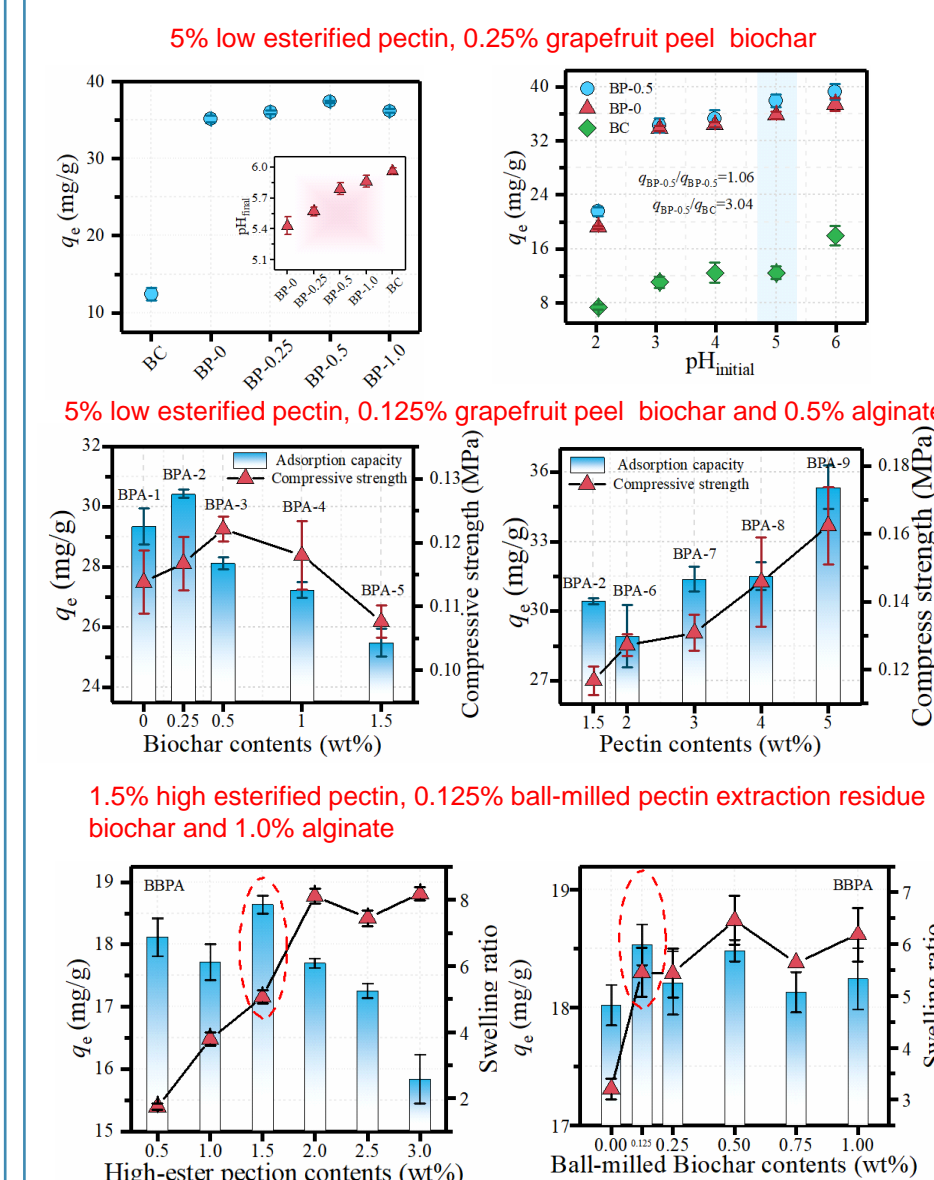 5% low esterified pectin, 0.25% grapefruit peel biochar
40
30
20
10
qe (mg/g)
BC
BP-0
BP-0.25
BP-0.5
BP-1.0
6.0
5.7
5.4
5.1
pHfinal
BP-0
BP-0.25
BP-0.5
BP-1.0
BC
40
32
24
16
8
qe (mg/g)
BP-0.5
BP-0
BC
qBP-0.5/qBP-0.5=1.06
qBP-0.5/qBC=3.04
2 3 4 5 6
pHinitial
5% low esterified pectin, 0.125% grapefruit peel biochar and 0.5% alginate
32
30
28
26
24
qe (mg/g)
Adsorption capacity
Compressive strength
BPA-1
BPA-2
BPA-3
BPA-4
BPA-5
0.13
0.12
0.11
0.10
Compressive strength (MPa)
0 0.25 0.5 1 1.5
Biochar contents (wt%)
36
33
30
27
qe (mg/g)
Adsorption capacity
Compressive strength
BPA-2
BPA-6
BPA-7
BPA-8
BPA-9
0.18
0.16
0.14
0.12
Compress strength (MPa)
1.5 2 3 4 5
Pectin contents (wt%)
1.5% high esterified pectin, 0.125% ball-milled pectin extraction residue
biochar and 1.0% alginate
19
18
17
16
15
qe (mg/g)
BBPA
8
6
4
2
Swelling ratio
0.5 1.0 1.5 2.0 2.5 3.0
High-ester pection contents (wt%)
19
18
17
qe (mg/g)
BBPA
7
6
5
4
3
Swelling ratio
0.00 0.125 0.25 0.50 0.75 1.00
Ball-milled Biochar contents (wt%)